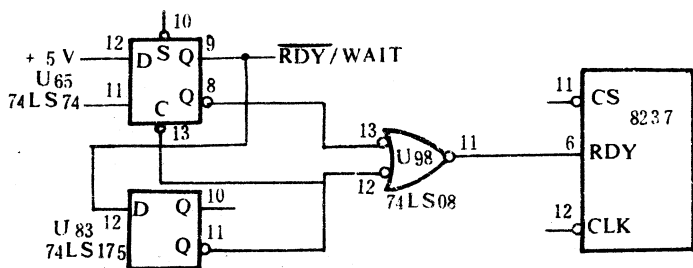 10
12 S 9
+ 5 V D Q RDY/WAIT
U65 8
11 Q 11 CS
74LS74 C 8237
13 13 11 6 RDY
U98
12
10 74LS08
12 D Q 12 CLK
U83 11
74LS175 Q